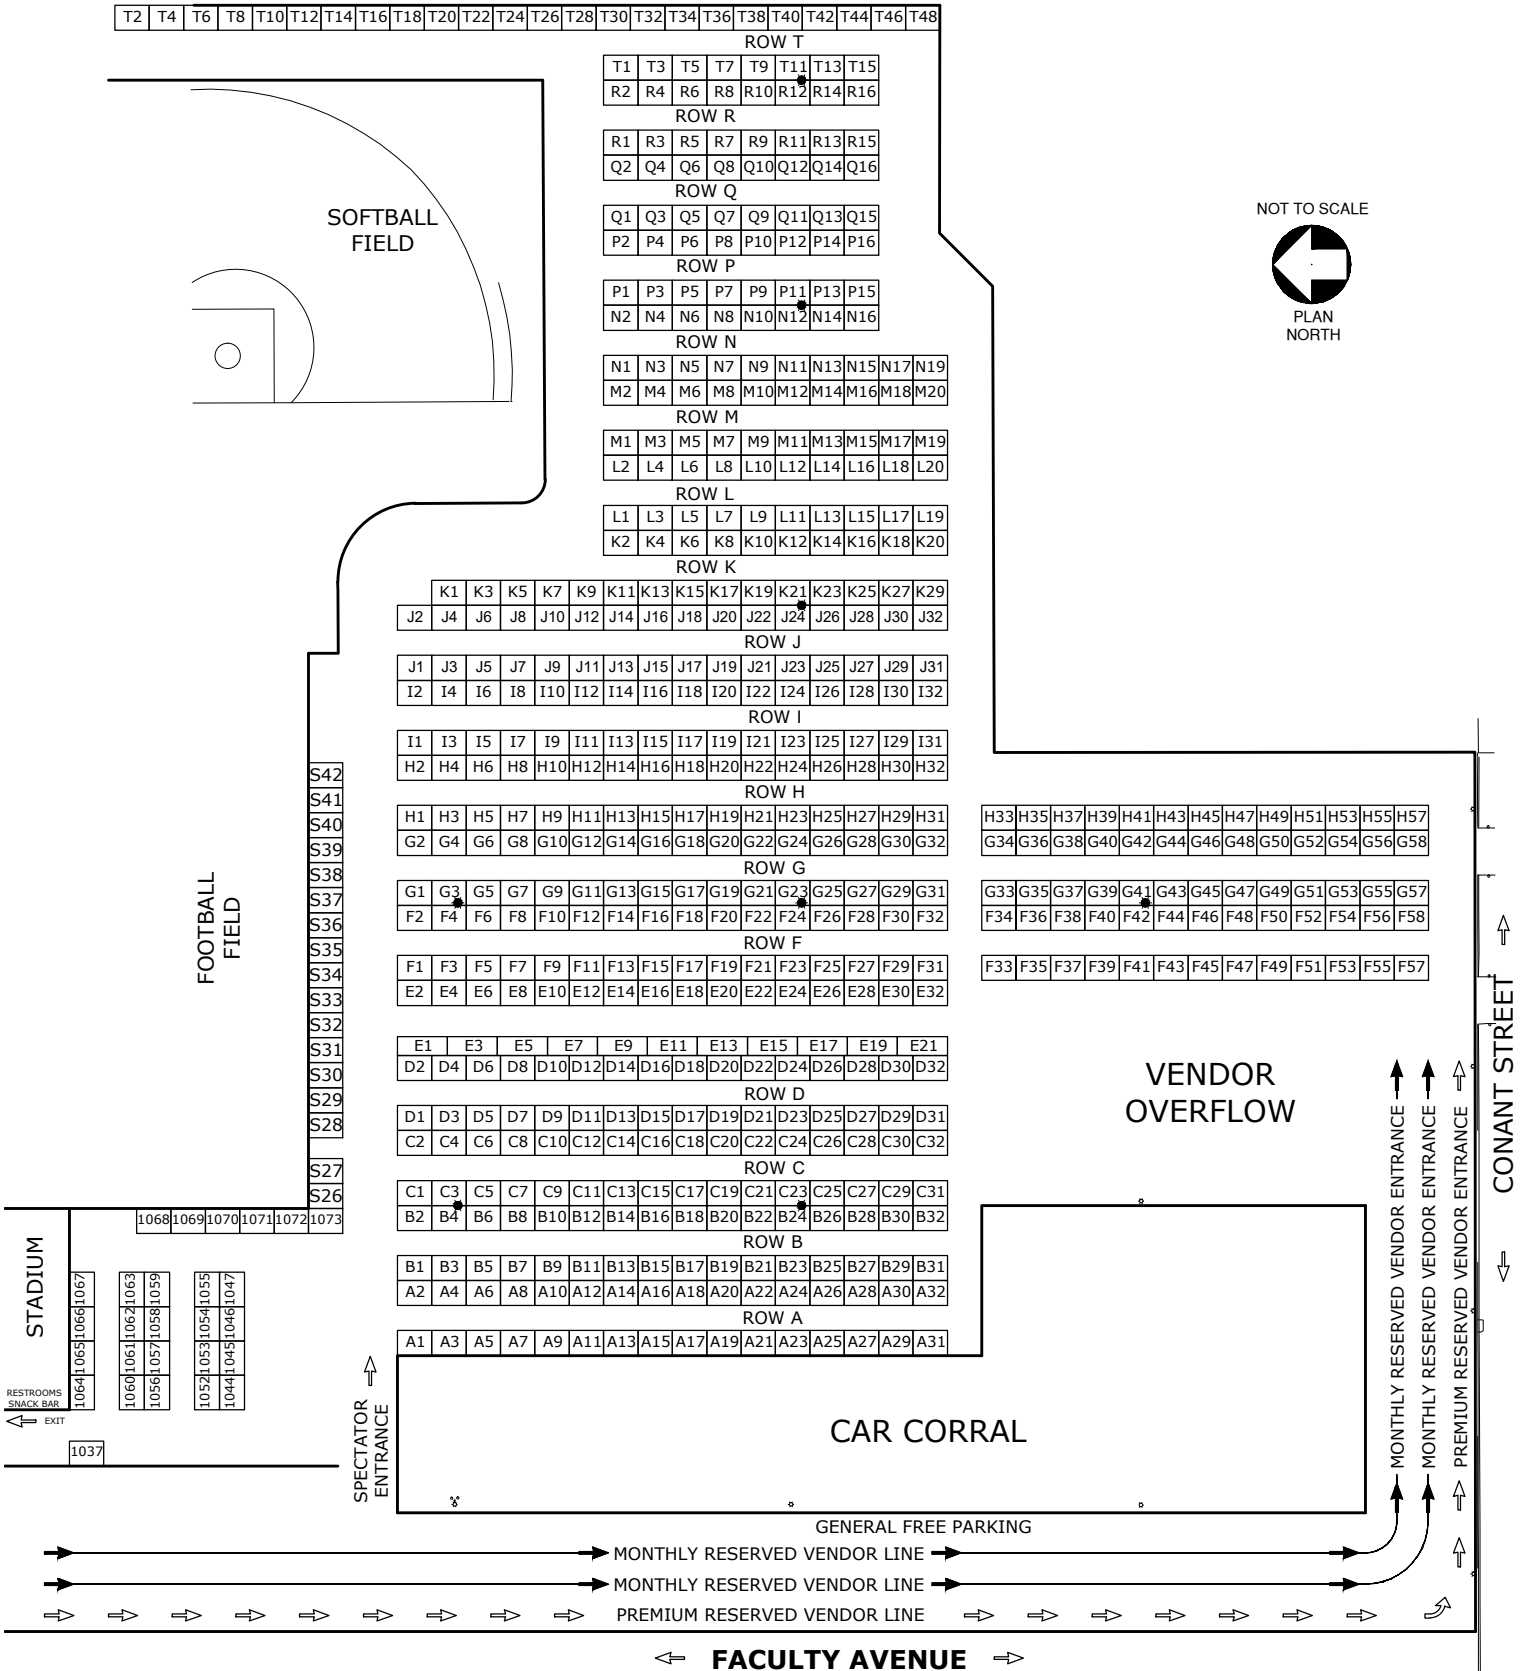 T2 T4 T6 T8 T10 T12 T14 T16 T18 T20 T22 T24 T26 T28 T30 T32 T34 T36 T38 T40 T42 T44 T46 T48
ROW T
T1 T3 T5 T7 T9 T11 T13 T15
R2 R4 R6 R8 R10 R12 R14 R16
ROW R
R1 R3 R5 R7 R9 R11 R13 R15
Q2 Q4 Q6 Q8 Q10 Q12 Q14 Q16
ROW Q
Q1 Q3 Q5 Q7 Q9 Q11 Q13 Q15
P2 P4 P6 P8 P10 P12 P14 P16
ROW P
P1 P3 P5 P7 P9 P11 P13 P15
N2 N4 N6 N8 N10 N12 N14 N16
ROW N
N1 N3 N5 N7 N9 N11 N13 N15 N17 N19
M2 M4 M6 M8 M10 M12 M14 M16 M18 M20
ROW M
M1 M3 M5 M7 M9 M11 M13 M15 M17 M19
L2 L4 L6 L8 L10 L12 L14 L16 L18 L20
ROW L
L1 L3 L5 L7 L9 L11 L13 L15 L17 L19
K2 K4 K6 K8 K10 K12 K14 K16 K18 K20
ROW K
K1 K3 K5 K7 K9 K11 K13 K15 K17 K19 K21 K23 K25 K27 K29
J2 J4 J6 J8 J10 J12 J14 J16 J18 J20 J22 J24 J26 J28 J30 J32
ROW J
J1 J3 J5 J7 J9 J11 J13 J15 J17 J19 J21 J23 J25 J27 J29 J31
I2 I4 I6 I8 I10 I12 I14 I16 I18 I20 I22 I24 I26 I28 I30 I32
ROW I
I1 I3 I5 I7 I9 I11 I13 I15 I17 I19 I21 I23 I25 I27 I29 I31
H2 H4 H6 H8 H10 H12 H14 H16 H18 H20 H22 H24 H26 H28 H30 H32
ROW H
H1 H3 H5 H7 H9 H11 H13 H15 H17 H19 H21 H23 H25 H27 H29 H31
G2 G4 G6 G8 G10 G12 G14 G16 G18 G20 G22 G24 G26 G28 G30 G32
ROW G
G1 G3 G5 G7 G9 G11 G13 G15 G17 G19 G21 G23 G25 G27 G29 G31
F2 F4 F6 F8 F10 F12 F14 F16 F18 F20 F22 F24 F26 F28 F30 F32
ROW F
F1 F3 F5 F7 F9 F11 F13 F15 F17 F19 F21 F23 F25 F27 F29 F31
E2 E4 E6 E8 E10 E12 E14 E16 E18 E20 E22 E24 E26 E28 E30 E32
E1 E3 E5 E7 E9 E11 E13 E15 E17 E19 E21
D2 D4 D6 D8 D10 D12 D14 D16 D18 D20 D22 D24 D26 D28 D30 D32
ROW D
D1 D3 D5 D7 D9 D11 D13 D15 D17 D19 D21 D23 D25 D27 D29 D31
C2 C4 C6 C8 C10 C12 C14 C16 C18 C20 C22 C24 C26 C28 C30 C32
ROW C
C1 C3 C5 C7 C9 C11 C13 C15 C17 C19 C21 C23 C25 C27 C29 C31
B2 B4 B6 B8 B10 B12 B14 B16 B18 B20 B22 B24 B26 B28 B30 B32
ROW B
B1 B3 B5 B7 B9 B11 B13 B15 B17 B19 B21 B23 B25 B27 B29 B31
A2 A4 A6 A8 A10 A12 A14 A16 A18 A20 A22 A24 A26 A28 A30 A32
ROW A
A1 A3 A5 A7 A9 A11 A13 A15 A17 A19 A21 A23 A25 A27 A29 A31
H33 H35 H37 H39 H41 H43 H45 H47 H49 H51 H53 H55 H57
G34 G36 G38 G40 G42 G44 G46 G48 G50 G52 G54 G56 G58
G33 G35 G37 G39 G41 G43 G45 G47 G49 G51 G53 G55 G57
F34 F36 F38 F40 F42 F44 F46 F48 F50 F52 F54 F56 F58
F33 F35 F37 F39 F41 F43 F45 F47 F49 F51 F53 F55 F57
SOFTBALL
FIELD
NOT TO SCALE
PLAN
NORTH
FOOTBALL
FIELD
S42
S41
S40
S39
S38
S37
S36
S35
S34
S33
S32
S31
S30
S29
S28
S27
S26
1068 1069 1070 1071 1072 1073
STADIUM
1067 1063 1059 1055 1047
1066 1062 1058 1054 1046
1065 1061 1057 1053 1045
1064 1060 1056 1052 1044
RESTROOMS
SNACK BAR
EXIT
1037
SPECTATOR
ENTRANCE
VENDOR
OVERFLOW
CAR CORRAL
MONTHLY RESERVED VENDOR ENTRANCE
MONTHLY RESERVED VENDOR ENTRANCE
PREMIUM RESERVED VENDOR ENTRANCE
CONANT STREET
GENERAL FREE PARKING
MONTHLY RESERVED VENDOR LINE
MONTHLY RESERVED VENDOR LINE
PREMIUM RESERVED VENDOR LINE
FACULTY AVENUE